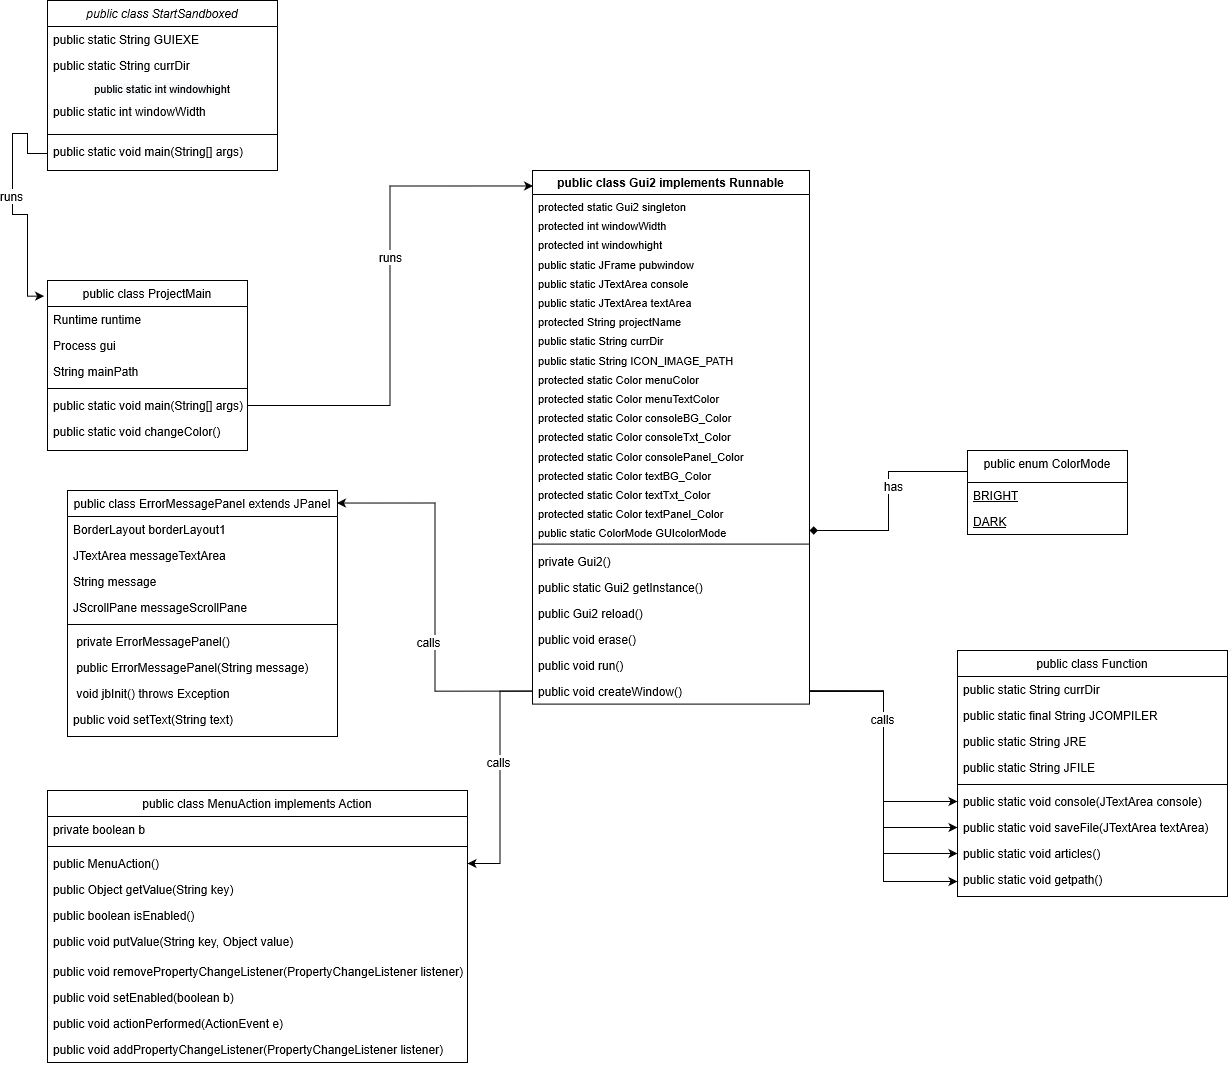 public class StartSandboxed
public static String GUIEXE
public static String currDir
public static int windowhight
public static int windowWidth
public static void main(String[] args)
runs
public class ProjectMain
Runtime runtime
Process gui
String mainPath
public static void main(String[] args)
public static void changeColor()
runs
public class Gui2 implements Runnable
protected static Gui2 singleton
protected int windowWidth
protected int windowhight
public static JFrame pubwindow
public static JTextArea console
public static JTextArea textArea
protected String projectName
public static String currDir
public static String ICON_IMAGE_PATH
protected static Color menuColor
protected static Color menuTextColor
protected static Color consoleBG_Color
protected static Color consoleTxt_Color
protected static Color consolePanel_Color
protected static Color textBG_Color
protected static Color textTxt_Color
protected static Color textPanel_Color
public static ColorMode GUIcolorMode
private Gui2()
public static Gui2 getInstance()
public Gui2 reload()
public void erase()
public void run()
public void createWindow()
has
public enum ColorMode
BRIGHT
DARK
public class ErrorMessagePanel extends JPanel
BorderLayout borderLayout1
JTextArea messageTextArea
String message
JScrollPane messageScrollPane
private ErrorMessagePanel()
public ErrorMessagePanel(String message)
void jbInit() throws Exception
public void setText(String text)
calls
calls
calls
public class Function
public static String currDir
public static final String JCOMPILER
public static String JRE
public static String JFILE
public static void console(JTextArea console)
public static void saveFile(JTextArea textArea)
public static void articles()
public static void getpath()
public class MenuAction implements Action
private boolean b
public MenuAction()
public Object getValue(String key)
public boolean isEnabled()
public void putValue(String key, Object value)
public void removePropertyChangeListener(PropertyChangeListener listener)
public void setEnabled(boolean b)
public void actionPerformed(ActionEvent e)
public void addPropertyChangeListener(PropertyChangeListener listener)